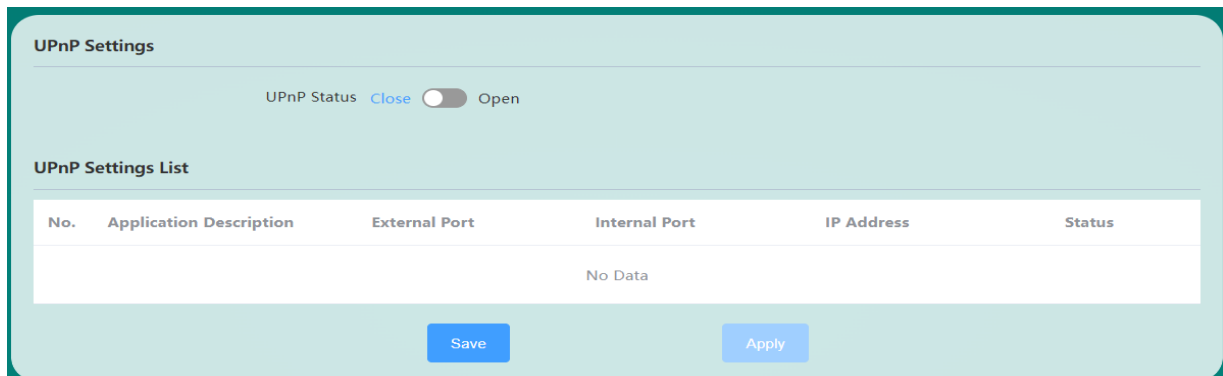 UPnP Settings
UPnP Status Close Open
UPnP Settings List
No. Application Description External Port Internal Port IP Address Status
No Data
Save Apply